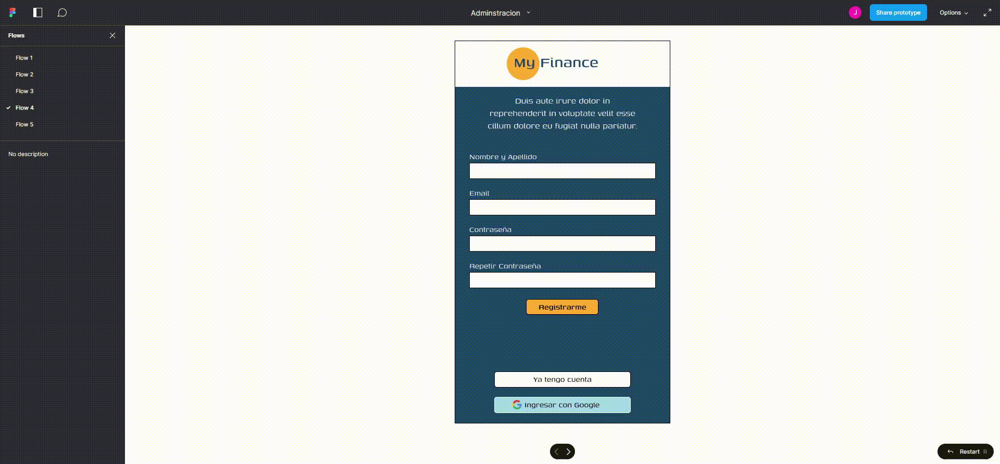 Adminstracion
J
Share prototype
Options
Flows
Flow 1
Flow 2
Flow 3
Flow 4
Flow 5
No description
My Finance
Duis aute irure dolor in
reprehenderit in voluptate velit esse
cillum dolore eu fugiat nulla pariatur.
Nombre y Apellido
Email
Contraseña
Repetir Contraseña
Registrarme
Ya tengo cuenta
Ingresar con Google
Restart R